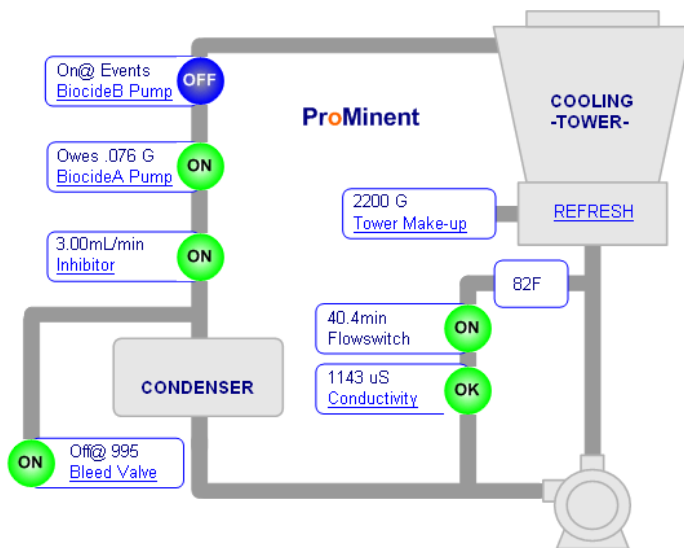 On@ Events
BiocideB Pump
OFF
ProMinent
COOLING
-TOWER-
Owes .076 G
BiocideA Pump
ON
2200 G
Tower Make-up
REFRESH
3.00mL/min
Inhibitor
ON
82F
40.4min
Flowswitch
ON
CONDENSER
1143 uS
Conductivity
OK
ON
Off@ 995
Bleed Valve